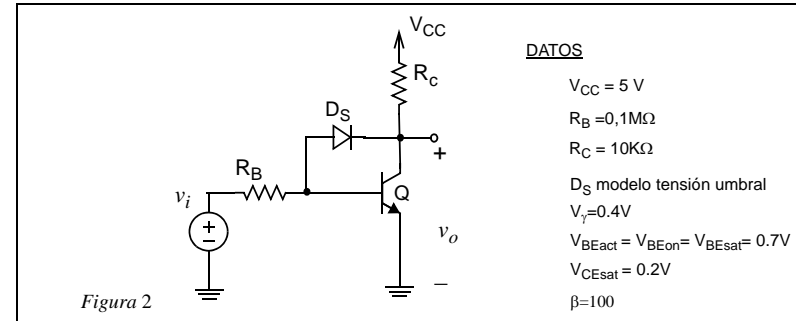 V_CC
R_c
D_S
+
R_B
v_i
Q
+
−
v_o
−
Figura 2
DATOS
V_CC = 5 V
R_B =0,1MΩ
R_C = 10KΩ
D_S modelo tensión umbral
V_γ=0.4V
V_BEact = V_BEon= V_BEsat= 0.7V
V_CEsat = 0.2V
β=100